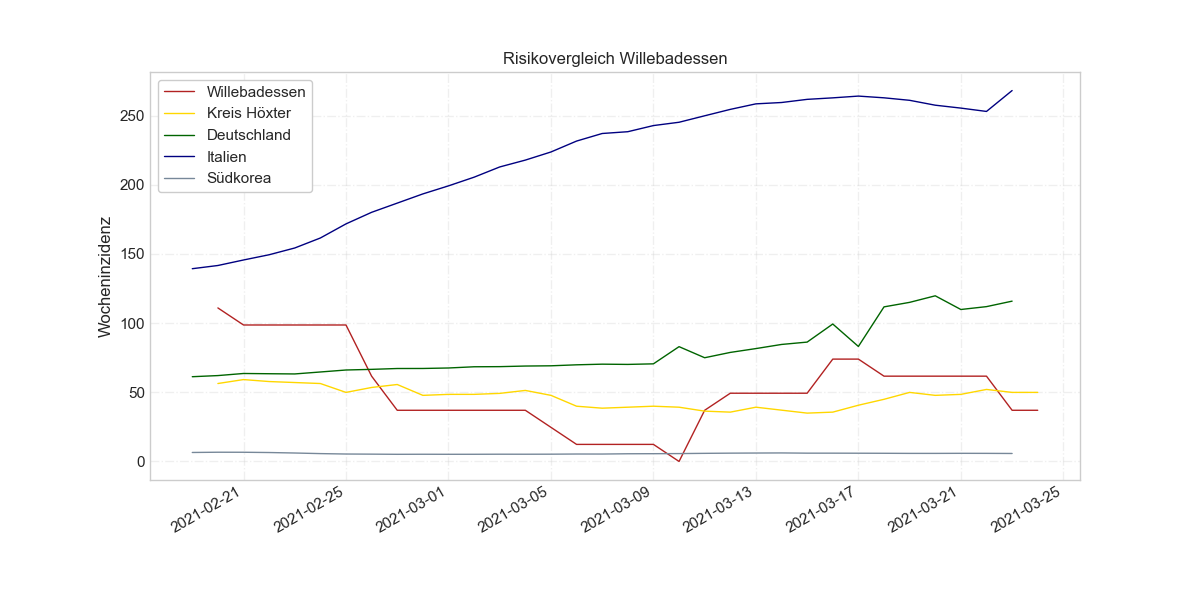 Risikovergleich Willebadessen
Willebadessen
Kreis Höxter
Deutschland
Italien
Südkorea
Wocheninzidenz
250
200
150
100
50
0
2021-02-21
2021-02-25
2021-03-01
2021-03-05
2021-03-09
2021-03-13
2021-03-17
2021-03-21
2021-03-25